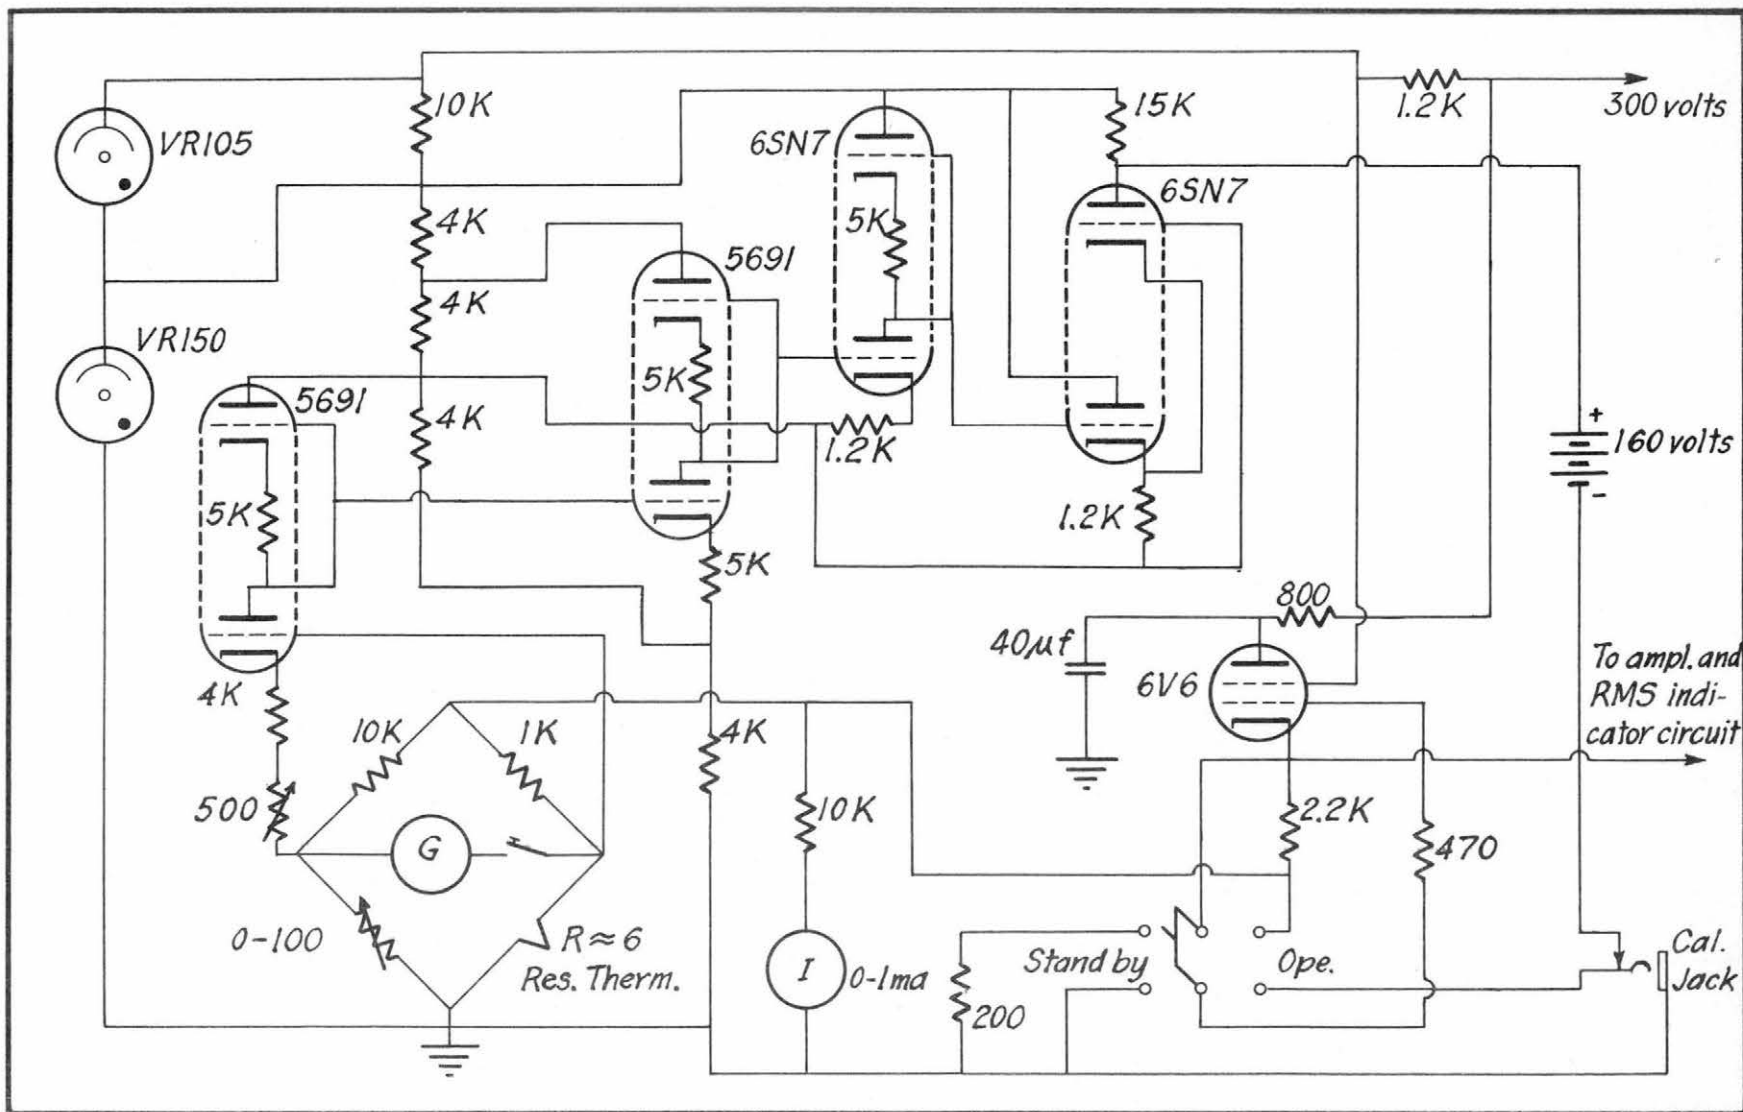 VR105
10K
6SN7
15K
1.2K
300 volts
6SN7
4K
5K
5691
4K
VR150
5691
5K
4K
1.2K
+
160 volts
-
5K
1.2K
5K
800
40µf
6V6
To ampl. and
RMS indi-
cator circuit
4K
10K
1K
4K
500
G
10K
2.2K
470
0-100
R≈6
Res. Therm.
I
0-1ma
Stand by
Ope.
200
Cal.
Jack